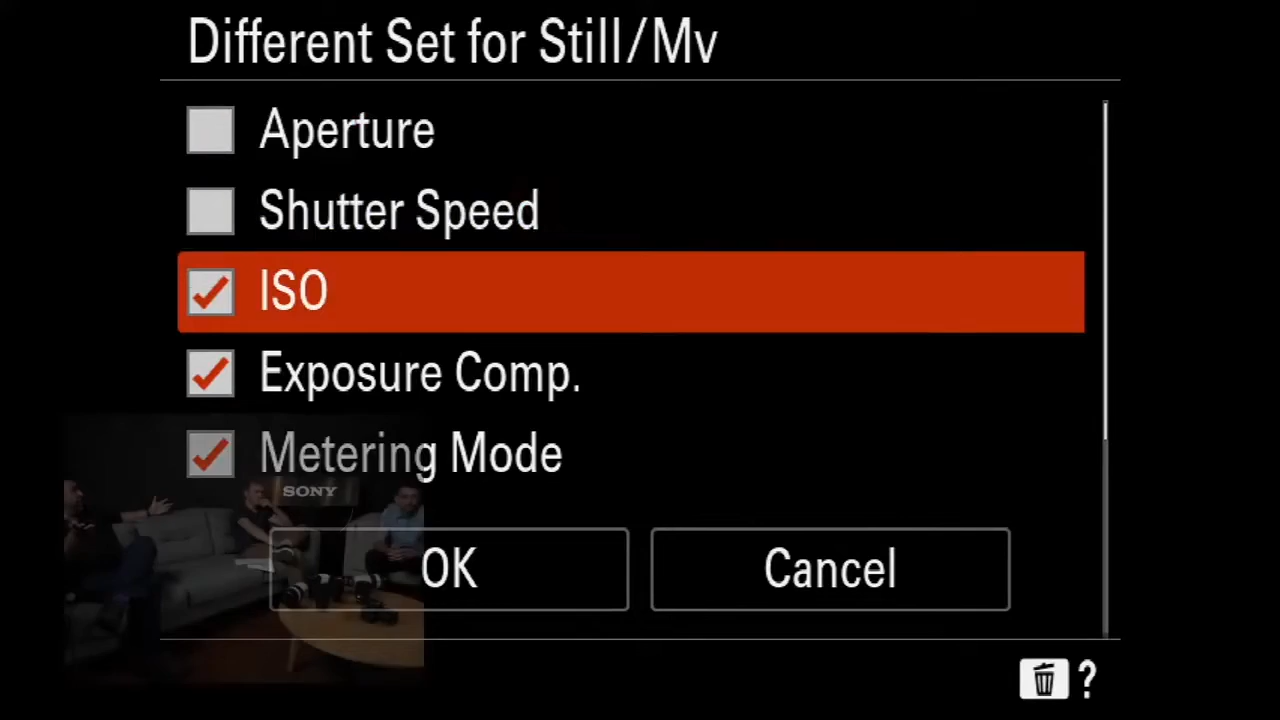 Different Set for Still/Mv
Aperture
Shutter Speed
ISO
Exposure Comp.
Metering Mode
SONY
OK
Cancel
?